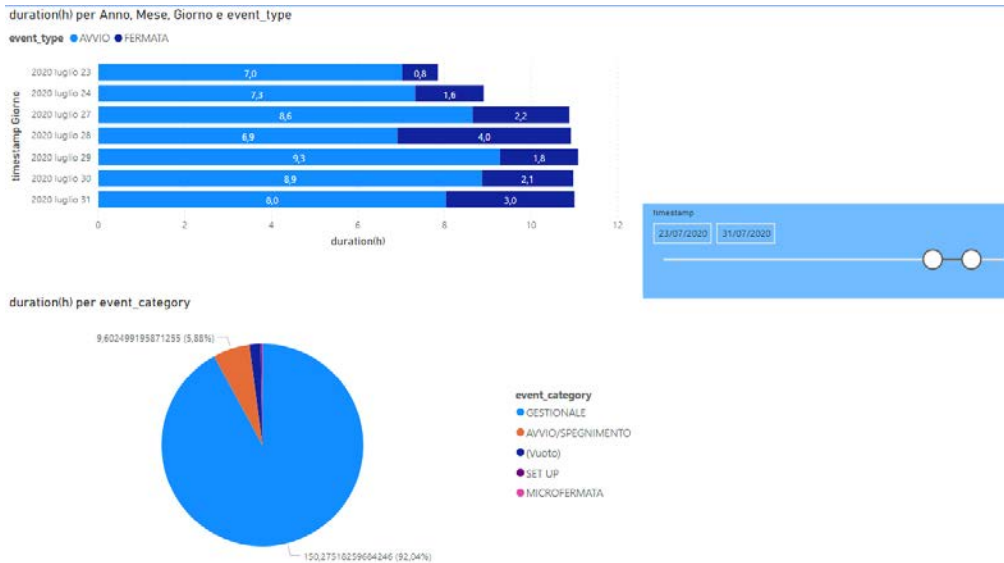 duration(h) per Anno, Mese, Giorno e event_type
event_type AVVIO FERMATA
timestamp Giorne
2020 luglio 23 7,0 0,8
2020 luglio 24 7,3 1,6
2020 luglio 27 8,6 2,2
2020 luglio 28 6,9 4,0
2020 luglio 29 9,3 1,8
2020 luglio 30 8,9 2,1
2020 luglio 31 8,0 3,0
0 2 4 6 8 10 12
duration(h)
timestamp
23/07/2020 31/07/2020
duration(h) per event_category
9,602499195871255 (5,88%)
150,27518259684246 (92,04%)
event_category
GESTIONALE
AVVIO/SPEGNIMENTO
(Vuoto)
SET UP
MICROFERMATA